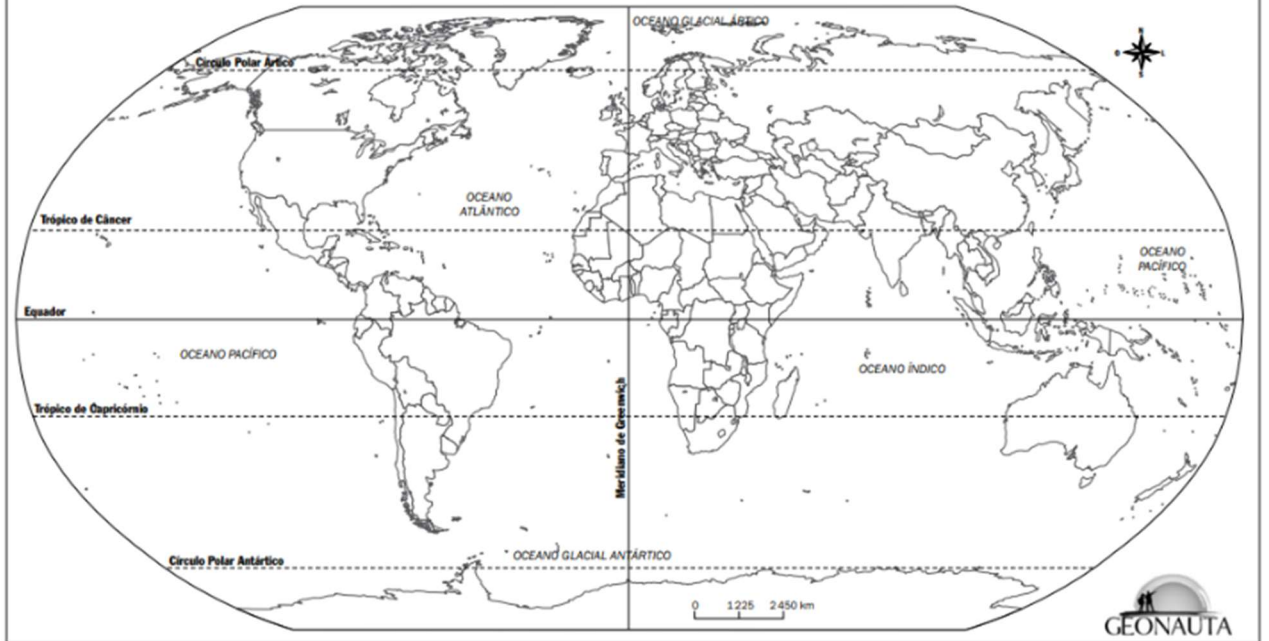 OCEANO GLACIAL ÁRTICO
N
O
L
S
Círculo Polar Ártico
OCEANO
ATLÂNTICO
Trópico de Câncer
OCEANO
PACÍFICO
Equador
OCEANO PACÍFICO
OCEANO ÍNDICO
Trópico de Capricórnio
Meridiano de Greenwich
OCEANO GLACIAL ANTÁRTICO
Círculo Polar Antártico
0 1225 2450 km
GEONAUTA